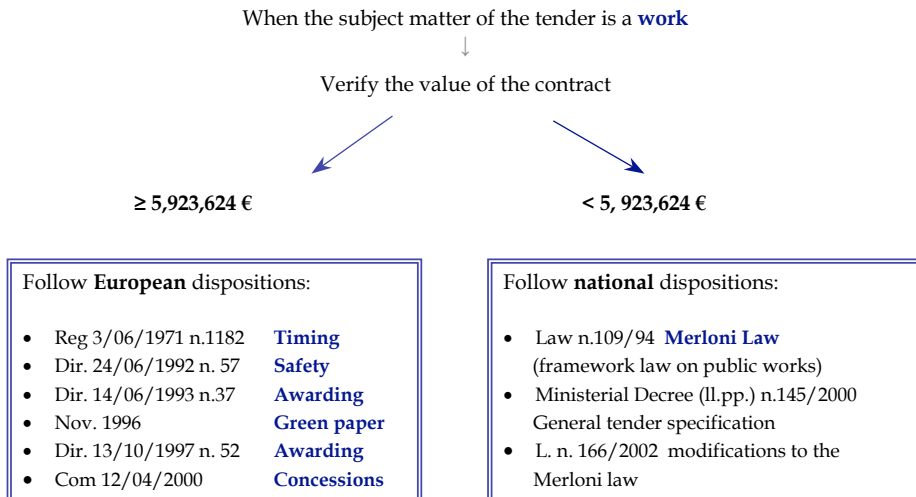 When the subject matter of the tender is a work
↓
Verify the value of the contract
≥ 5,923,624 €
< 5, 923,624 €
Follow European dispositions:
• Reg 3/06/1971 n.1182 Timing
• Dir. 24/06/1992 n. 57 Safety
• Dir. 14/06/1993 n.37 Awarding
• Nov. 1996 Green paper
• Dir. 13/10/1997 n. 52 Awarding
• Com 12/04/2000 Concessions
Follow national dispositions:
• Law n.109/94 Merloni Law
(framework law on public works)
• Ministerial Decree (ll.pp.) n.145/2000
General tender specification
• L. n. 166/2002 modifications to the
Merloni law